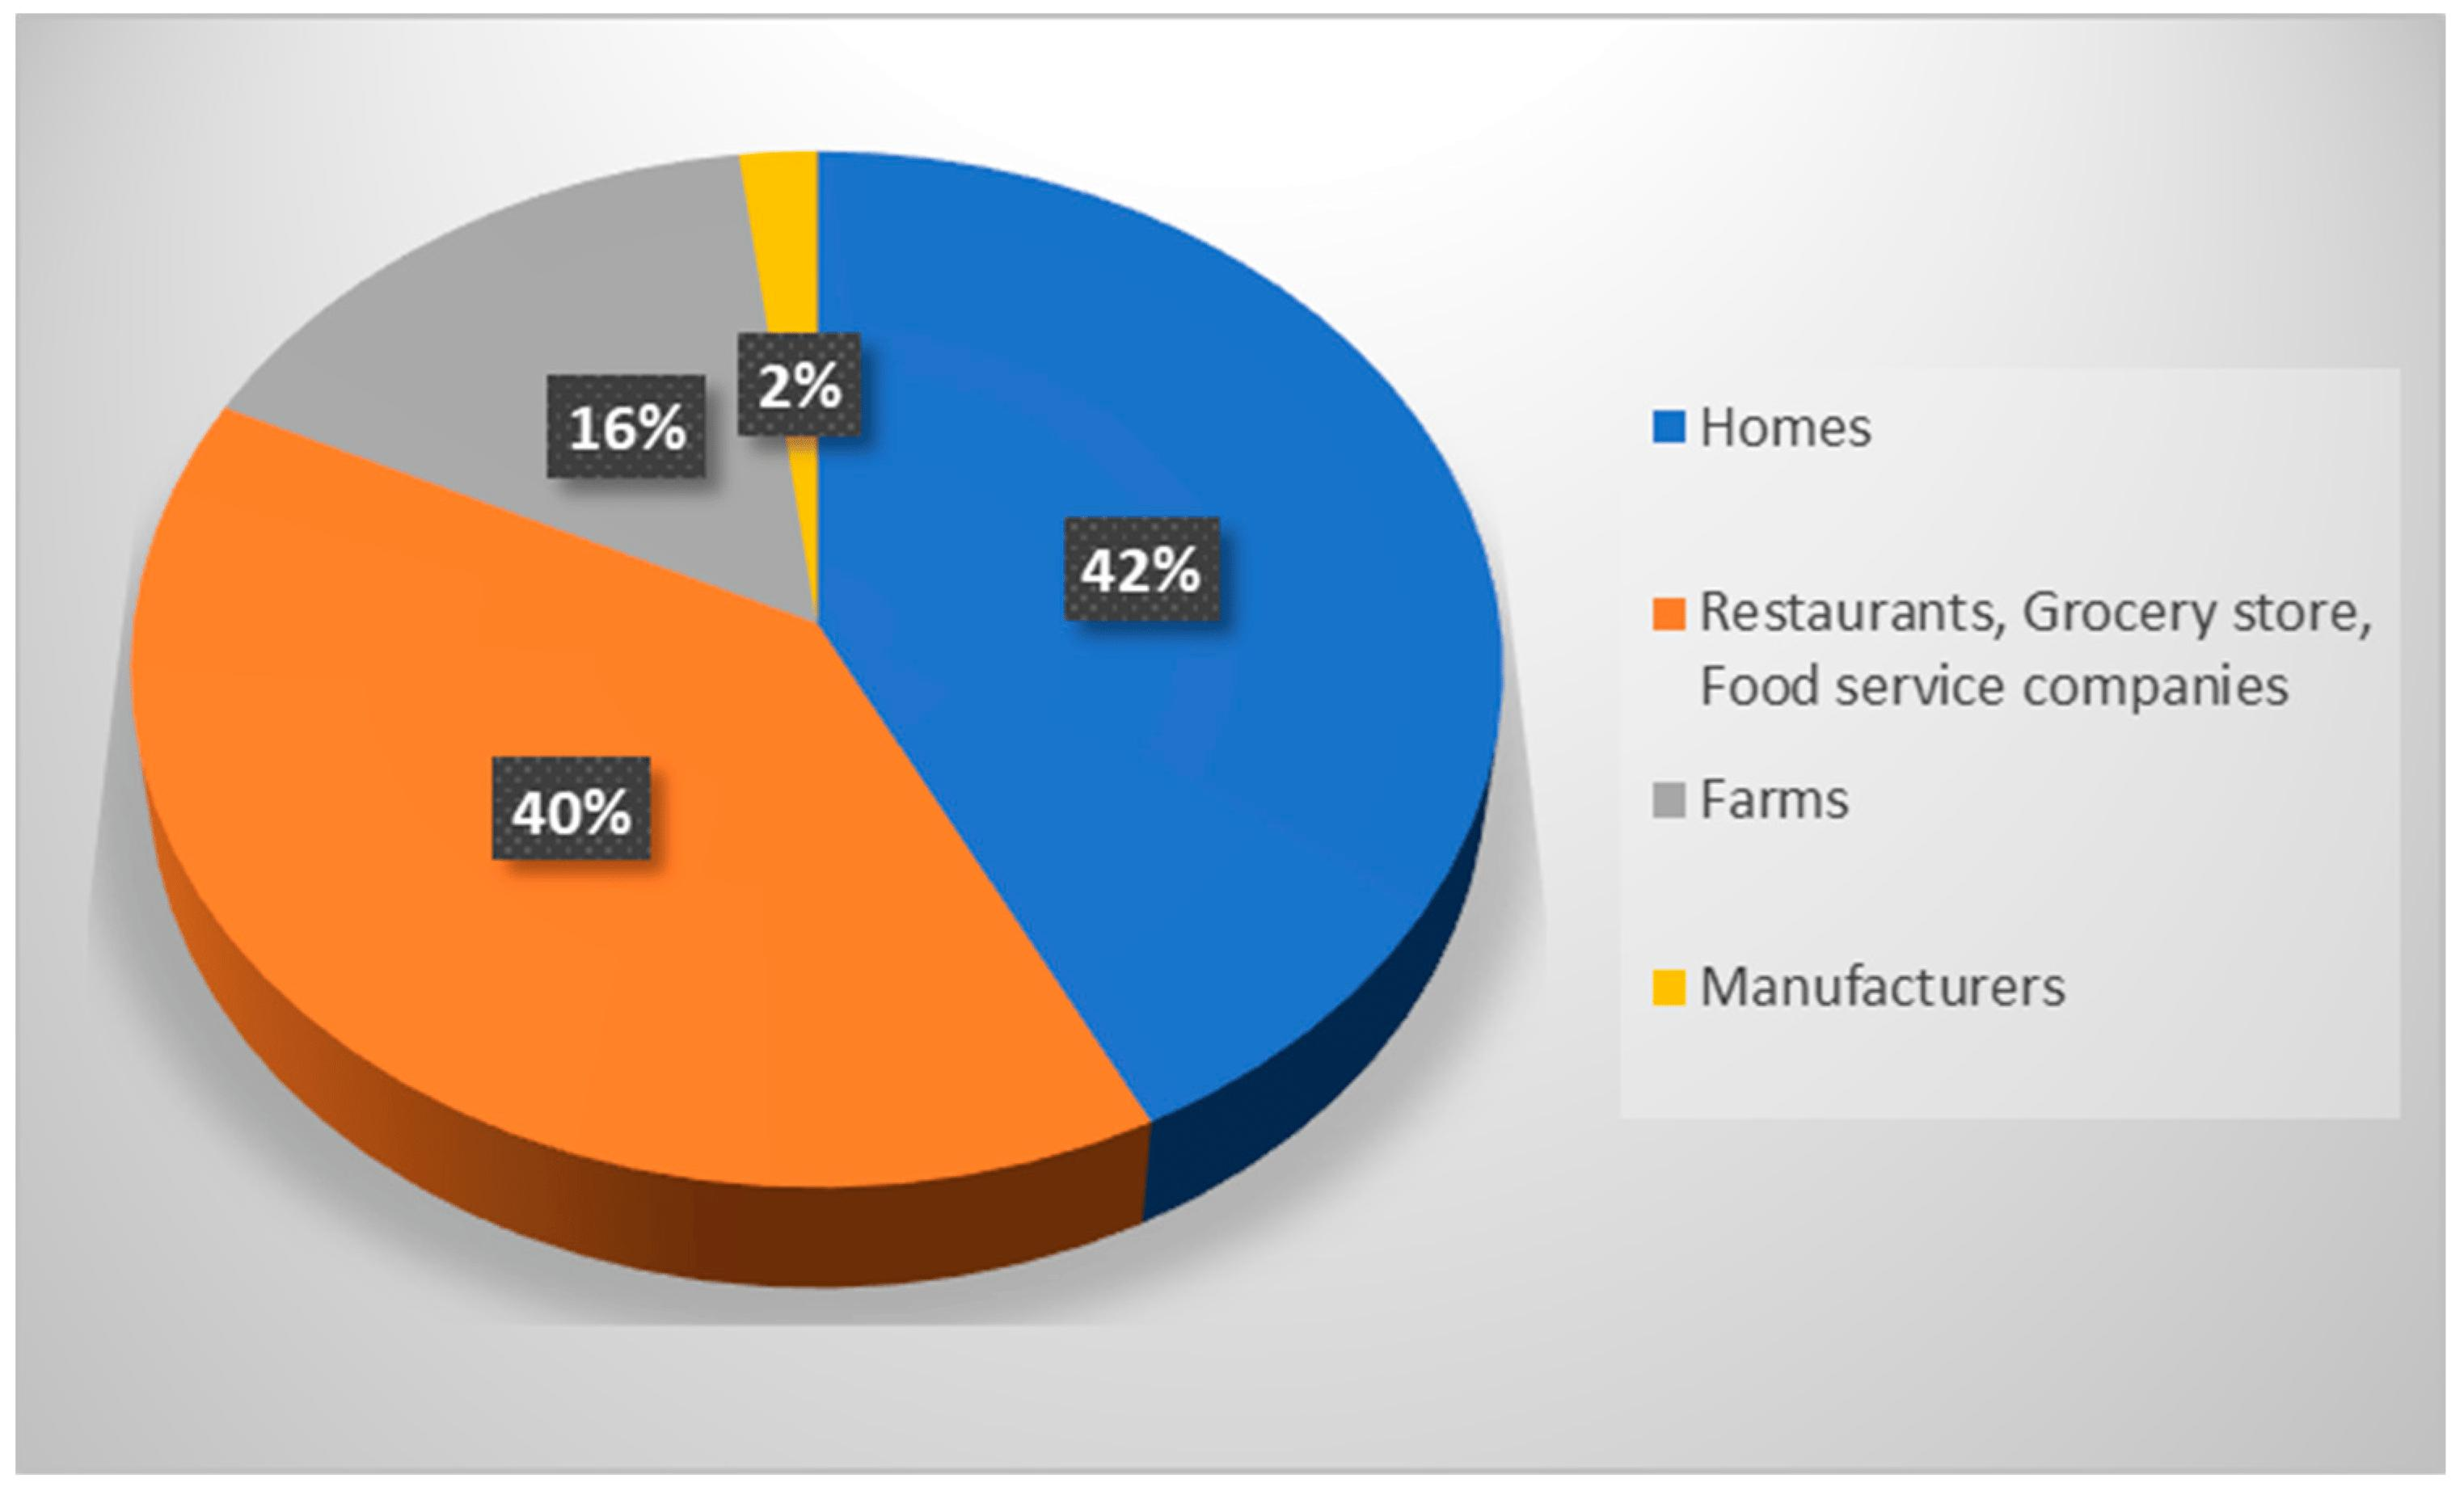 2%
16%
42%
40%
Homes
Restaurants, Grocery store,
Food service companies
Farms
Manufacturers